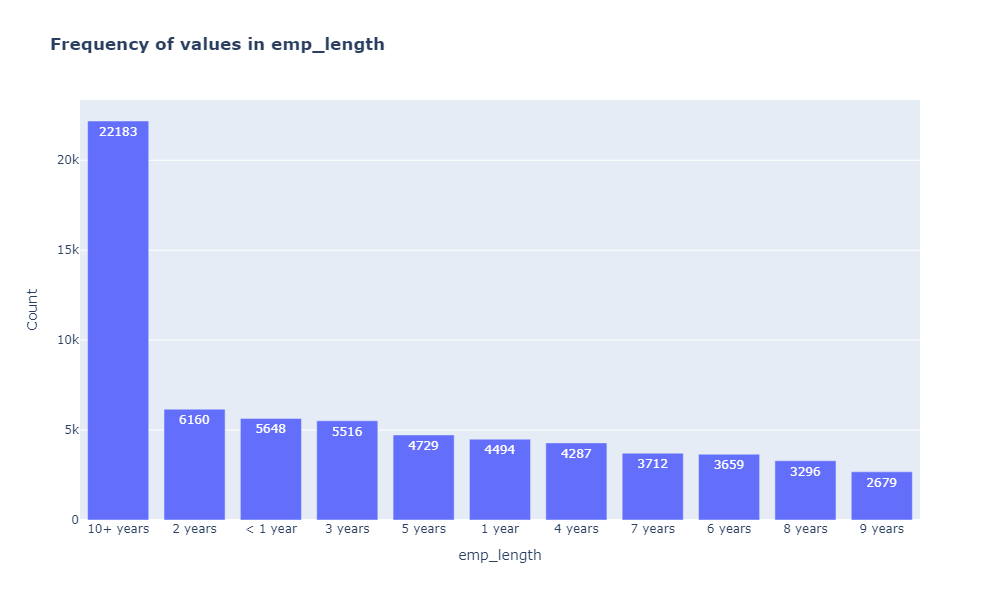 Frequency of values in emp_length
22183
6160
5648
5516
4729
4494
4287
3712
3659
3296
2679
20k
15k
10k
5k
0
Count
10+ years 2 years < 1 year 3 years 5 years 1 year 4 years 7 years 6 years 8 years 9 years
emp_length